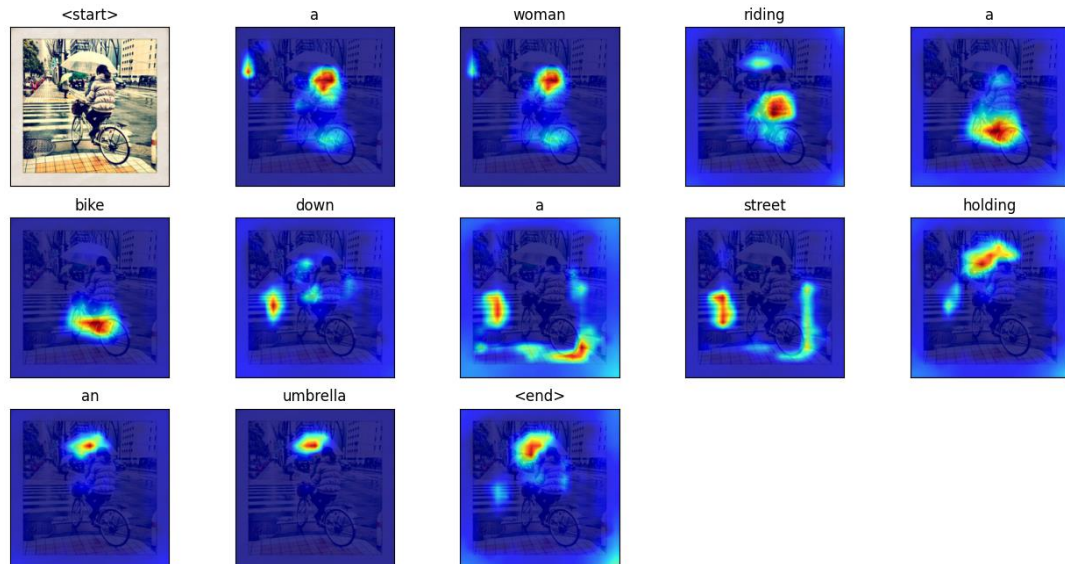 <start> a woman riding a
bike down a street holding
an umbrella <end>